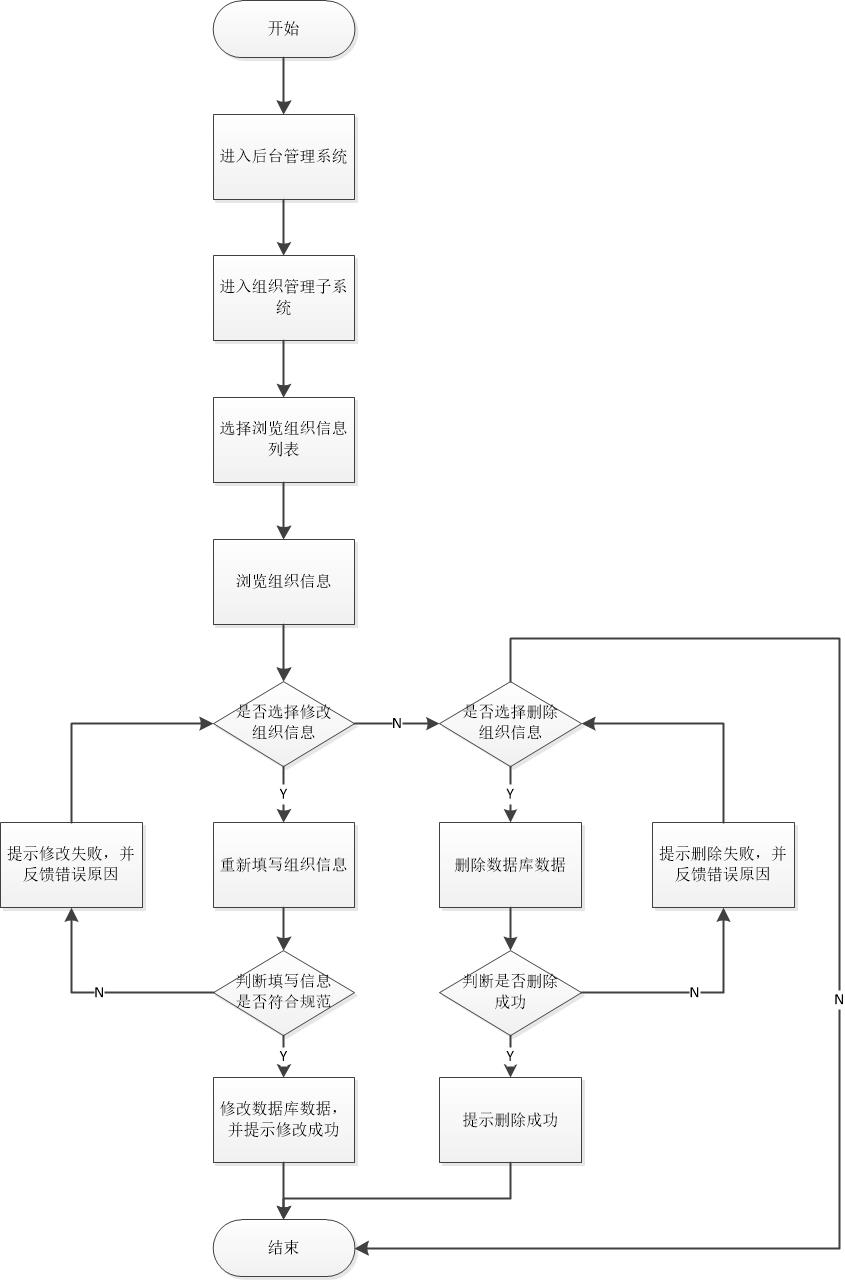 开始
进入后台管理系统
进入组织管理子系
统
选择浏览组织信息
列表
浏览组织信息
是否选择修改
组织信息
N
是否选择删除
组织信息
Y
Y
提示修改失败，并
反馈错误原因
重新填写组织信息
删除数据库数据
提示删除失败，并
反馈错误原因
判断填写信息
是否符合规范
判断是否删除
成功
N
N
N
Y
Y
修改数据库数据，
并提示修改成功
提示删除成功
结束